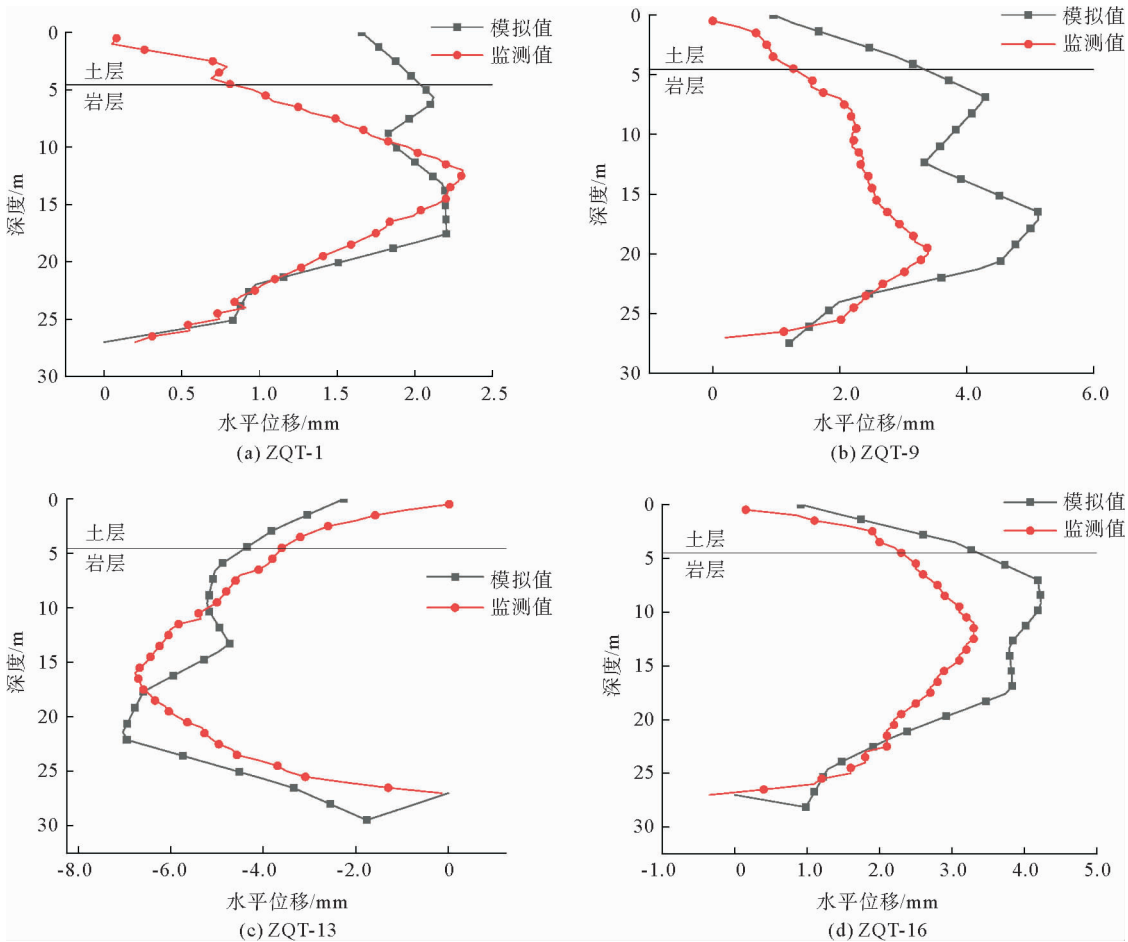 模拟值
监测值
土层
岩层
深度/m
0
5
10
15
20
25
30
0
0.5
1.0
1.5
2.0
2.5
水平位移/mm
(a) ZQT-1
模拟值
监测值
土层
岩层
深度/m
0
5
10
15
20
25
30
0
2.0
4.0
6.0
水平位移/mm
(b) ZQT-9
土层
岩层
模拟值
监测值
深度/m
0
5
10
15
20
25
30
-8.0
-6.0
-4.0
-2.0
0
水平位移/mm
(c) ZQT-13
模拟值
监测值
土层
岩层
深度/m
0
5
10
15
20
25
30
-1.0
0
1.0
2.0
3.0
4.0
5.0
水平位移/mm
(d) ZQT-16